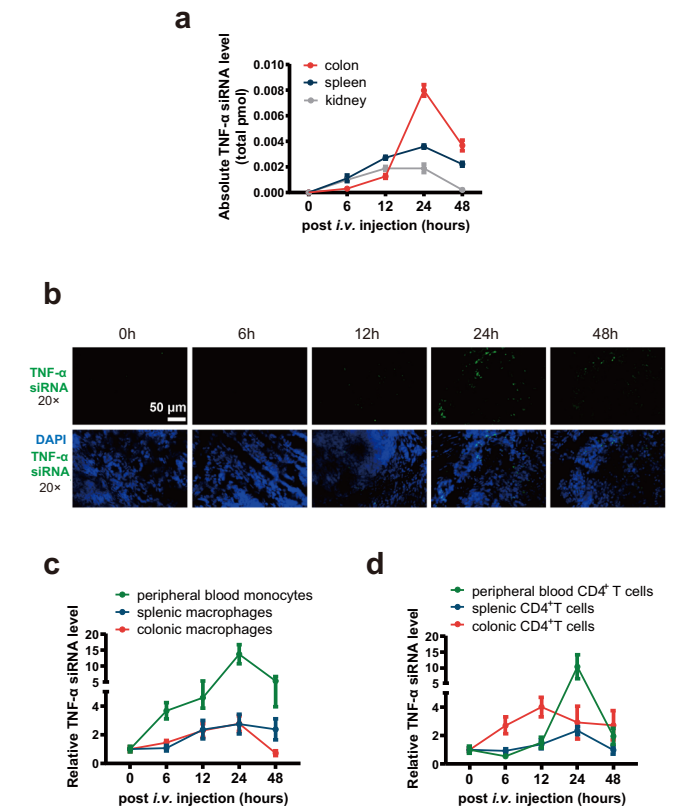 a
Absolute TNF-α siRNA level
(total pmol)
0.010
0.008
0.006
0.004
0.002
0.000
colon
spleen
kidney
0 6 12 24 48
post i.v. injection (hours)
b
0h 6h 12h 24h 48h
TNF-α
siRNA
20×
50 μm
DAPI
TNF-α
siRNA
20×
c
peripheral blood monocytes
splenic macrophages
colonic macrophages
Relative TNF-α siRNA level
20
15
10
5
4
2
0
0 6 12 24 48
post i.v. injection (hours)
d
peripheral blood CD4⁺ T cells
splenic CD4⁺T cells
colonic CD4⁺T cells
Relative TNF-α siRNA level
20
15
10
5
4
2
0
0 6 12 24 48
post i.v. injection (hours)